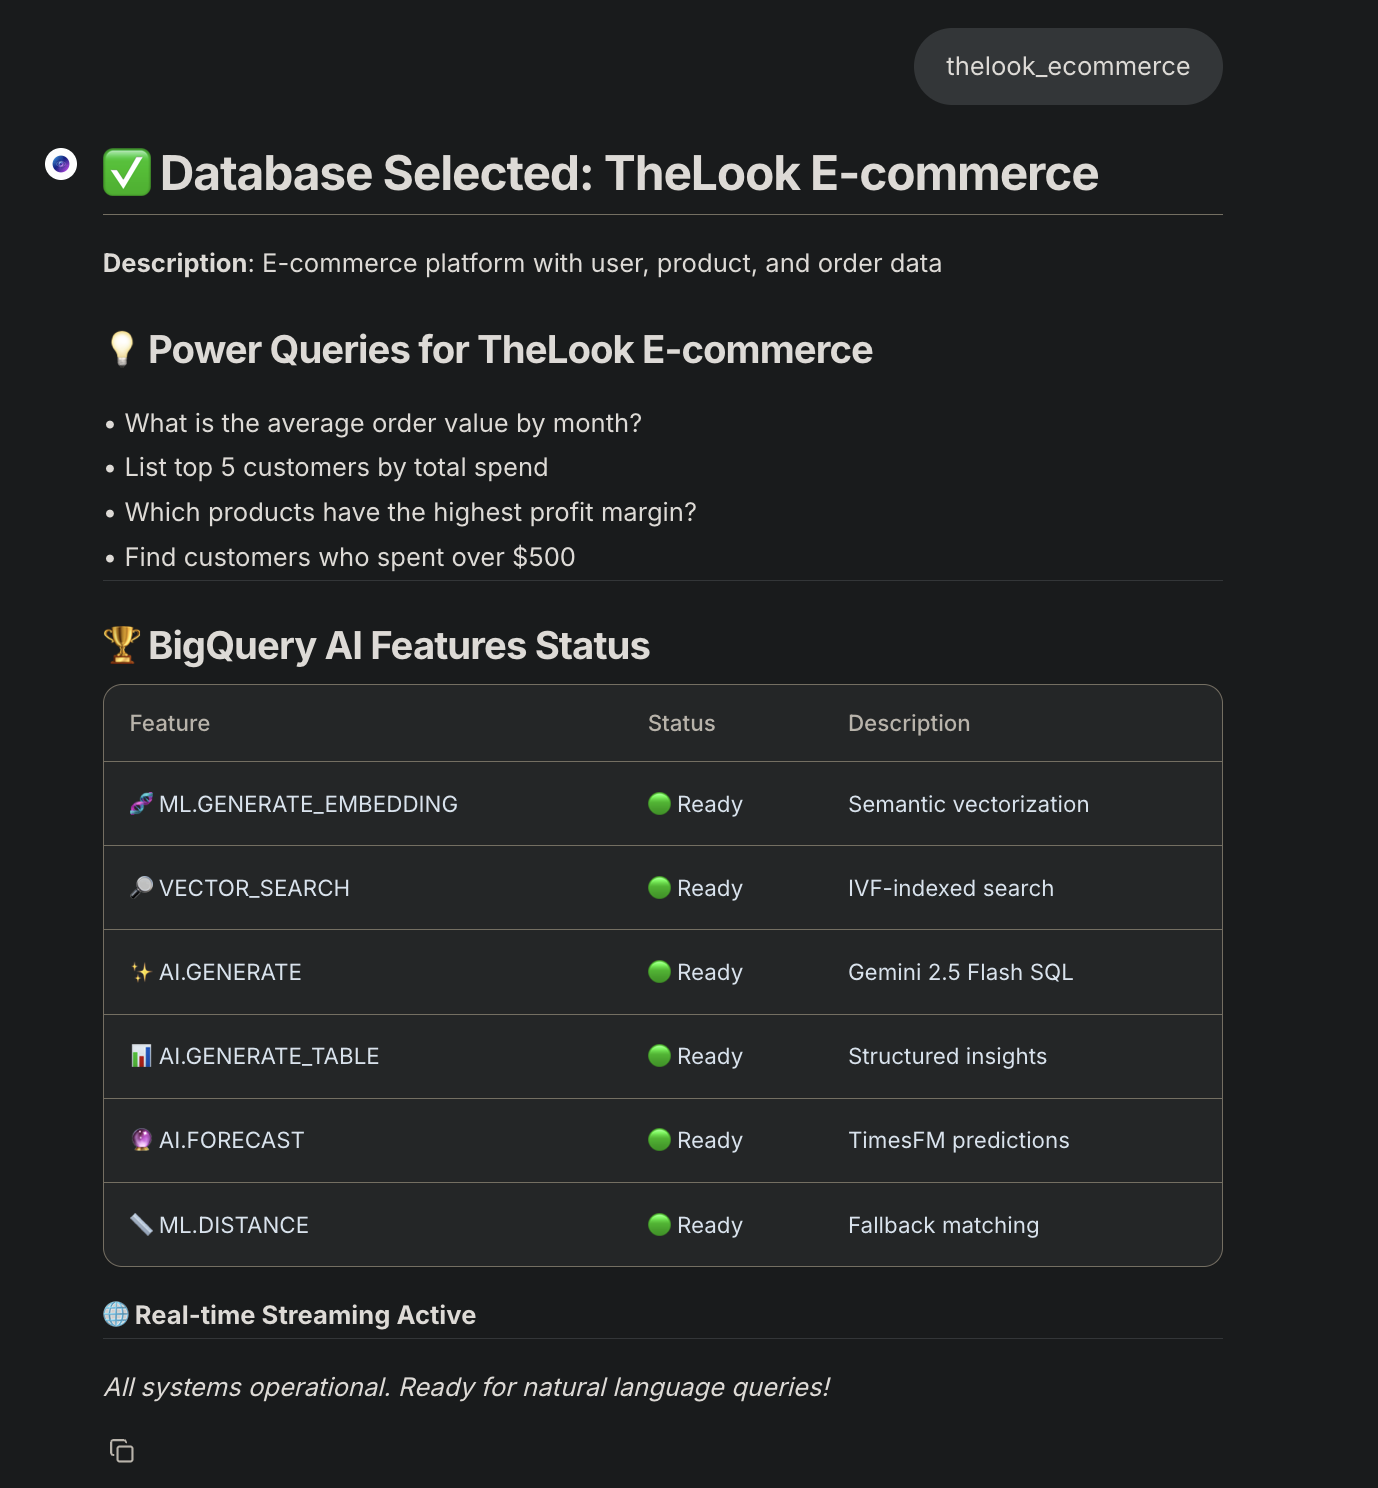 thelook_ecommerce
✅ Database Selected: TheLook E-commerce
Description: E-commerce platform with user, product, and order data
💡 Power Queries for TheLook E-commerce
• What is the average order value by month?
• List top 5 customers by total spend
• Which products have the highest profit margin?
• Find customers who spent over $500
🏆 BigQuery AI Features Status
Feature Status Description
🧬 ML.GENERATE_EMBEDDING 🟢 Ready Semantic vectorization
🔎 VECTOR_SEARCH 🟢 Ready IVF-indexed search
✨ AI.GENERATE 🟢 Ready Gemini 2.5 Flash SQL
📊 AI.GENERATE_TABLE 🟢 Ready Structured insights
🔮 AI.FORECAST 🟢 Ready TimesFM predictions
📏 ML.DISTANCE 🟢 Ready Fallback matching
🌐 Real-time Streaming Active
All systems operational. Ready for natural language queries!